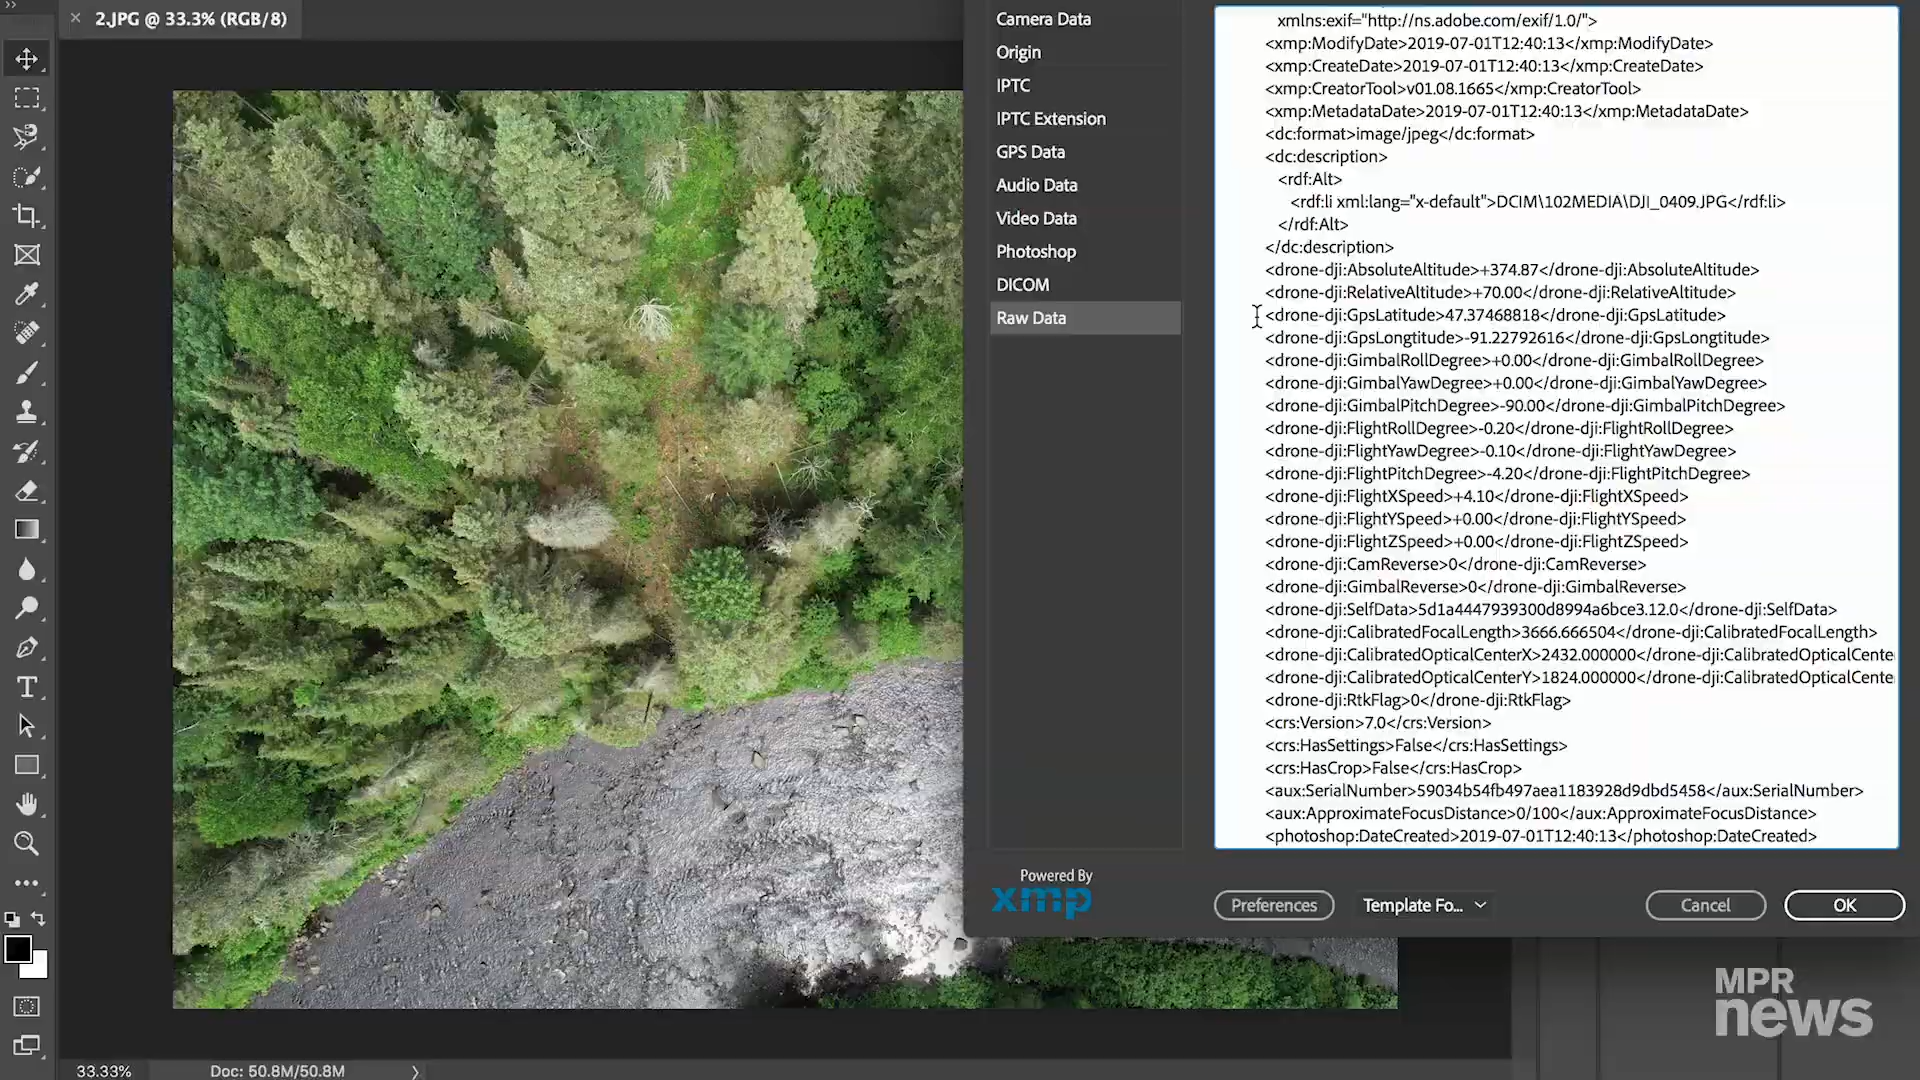 2.JPG @ 33.3% (RGB/8)
Camera Data
Origin
IPTC
IPTC Extension
GPS Data
Audio Data
Video Data
Photoshop
DICOM
Raw Data
xmlns:exif="http://ns.adobe.com/exif/1.0/">
<xmp:ModifyDate>2019-07-01T12:40:13</xmp:ModifyDate>
<xmp:CreateDate>2019-07-01T12:40:13</xmp:CreateDate>
<xmp:CreatorTool>v01.08.1665</xmp:CreatorTool>
<xmp:MetadataDate>2019-07-01T12:40:13</xmp:MetadataDate>
<dc:format>image/jpeg</dc:format>
<dc:description>
<rdf:Alt>
<rdf:li xml:lang="x-default">DCIM\102MEDIA\DJI_0409.JPG</rdf:li>
</rdf:Alt>
</dc:description>
<drone-dji:AbsoluteAltitude>+374.87</drone-dji:AbsoluteAltitude>
<drone-dji:RelativeAltitude>+70.00</drone-dji:RelativeAltitude>
<drone-dji:GpsLatitude>47.37468818</drone-dji:GpsLatitude>
<drone-dji:GpsLongtitude>-91.22792616</drone-dji:GpsLongtitude>
<drone-dji:GimbalRollDegree>+0.00</drone-dji:GimbalRollDegree>
<drone-dji:GimbalYawDegree>+0.00</drone-dji:GimbalYawDegree>
<drone-dji:GimbalPitchDegree>-90.00</drone-dji:GimbalPitchDegree>
<drone-dji:FlightRollDegree>-0.20</drone-dji:FlightRollDegree>
<drone-dji:FlightYawDegree>-0.10</drone-dji:FlightYawDegree>
<drone-dji:FlightPitchDegree>-4.20</drone-dji:FlightPitchDegree>
<drone-dji:FlightXSpeed>+4.10</drone-dji:FlightXSpeed>
<drone-dji:FlightYSpeed>+0.00</drone-dji:FlightYSpeed>
<drone-dji:FlightZSpeed>+0.00</drone-dji:FlightZSpeed>
<drone-dji:CamReverse>0</drone-dji:CamReverse>
<drone-dji:GimbalReverse>0</drone-dji:GimbalReverse>
<drone-dji:SelfData>5d1a4447939300d8994a6bce3.12.0</drone-dji:SelfData>
<drone-dji:CalibratedFocalLength>3666.666504</drone-dji:CalibratedFocalLength>
<drone-dji:CalibratedOpticalCenterX>2432.000000</drone-dji:CalibratedOpticalCente
<drone-dji:CalibratedOpticalCenterY>1824.000000</drone-dji:CalibratedOpticalCente
<drone-dji:RtkFlag>0</drone-dji:RtkFlag>
<crs:Version>7.0</crs:Version>
<crs:HasSettings>False</crs:HasSettings>
<crs:HasCrop>False</crs:HasCrop>
<aux:SerialNumber>59034b54fb497aea1183928d9dbd5458</aux:SerialNumber>
<aux:ApproximateFocusDistance>0/100</aux:ApproximateFocusDistance>
<photoshop:DateCreated>2019-07-01T12:40:13</photoshop:DateCreated>
Powered By
xmp
Preferences
Template Fo...
Cancel
OK
MPR
news
33.33%
Doc: 50.8M/50.8M